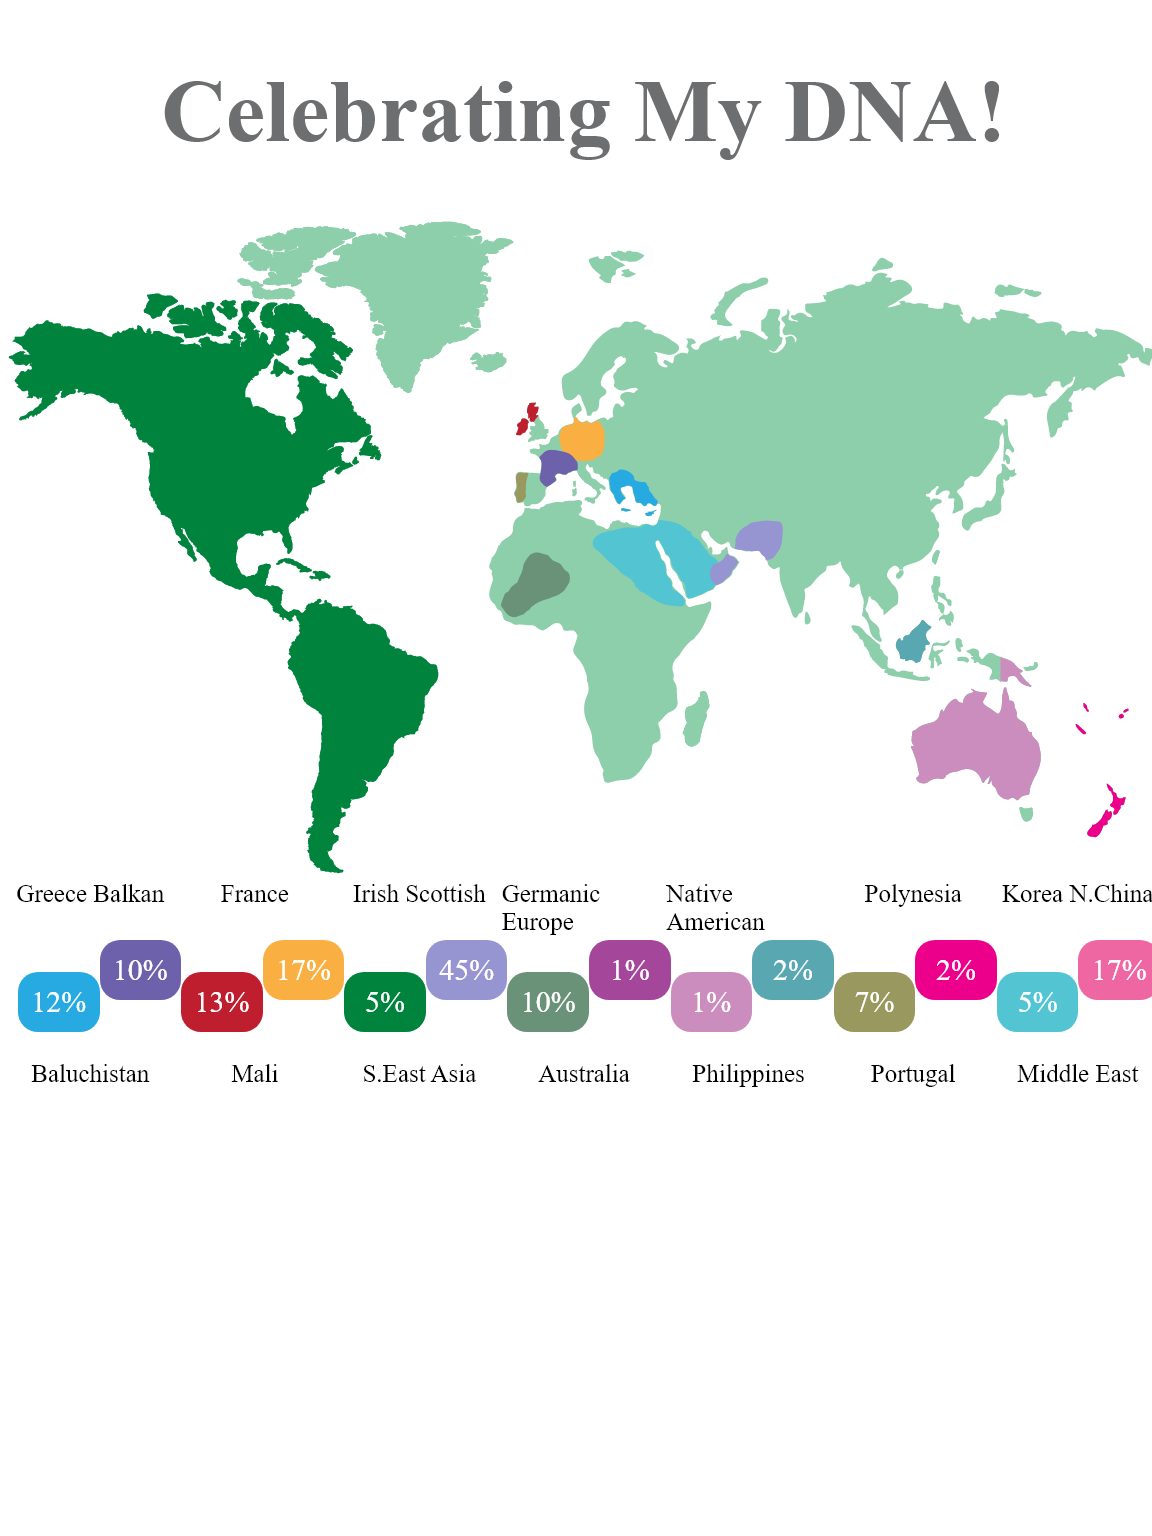 Celebrating My DNA!
Greece Balkan France Irish Scottish Germanic Europe Native American Polynesia Korea N.China
10% 17% 45% 1% 2% 2% 17%
12% 13% 5% 10% 1% 7% 5%
Baluchistan Mali S.East Asia Australia Philippines Portugal Middle East